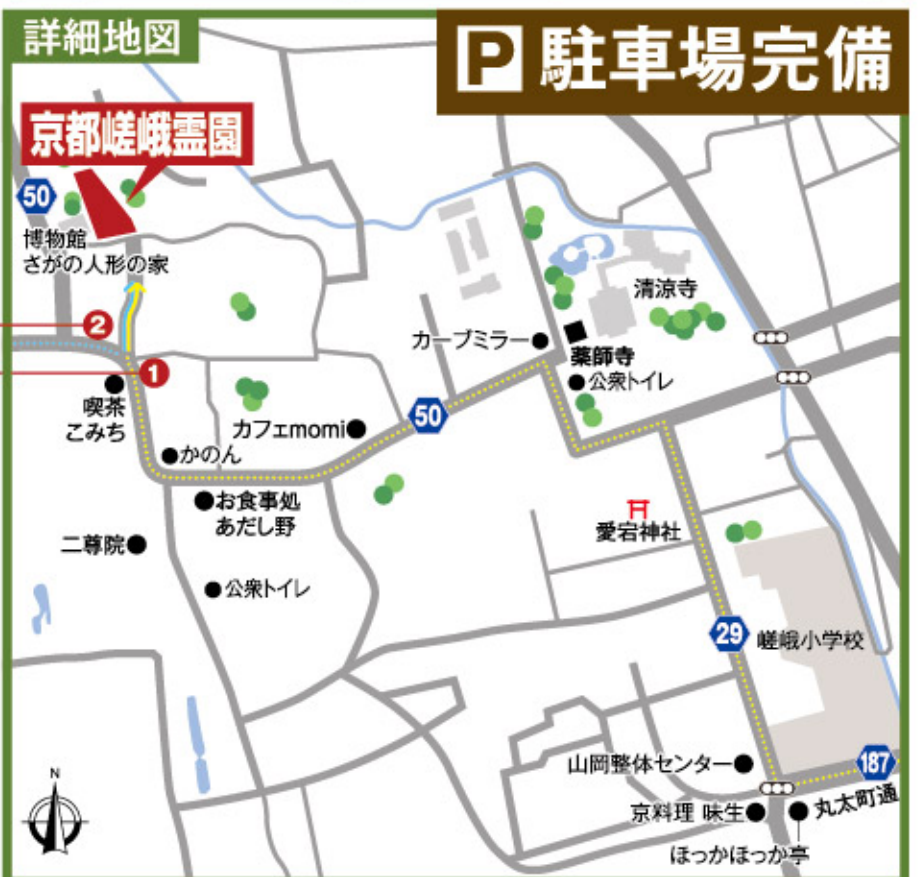 詳細地図
P 駐車場完備
京都嵯峨霊園
50
博物館
さがの人形の家
2
1
喫茶
こみち
カフェmomi
かのん
お食事処
あだし野
二尊院
公衆トイレ
カーブミラー
50
清凉寺
薬師寺
公衆トイレ
愛宕神社
29
嵯峨小学校
山岡整体センター
187
京料理 味生
丸太町通
ほっかほっか亭
N